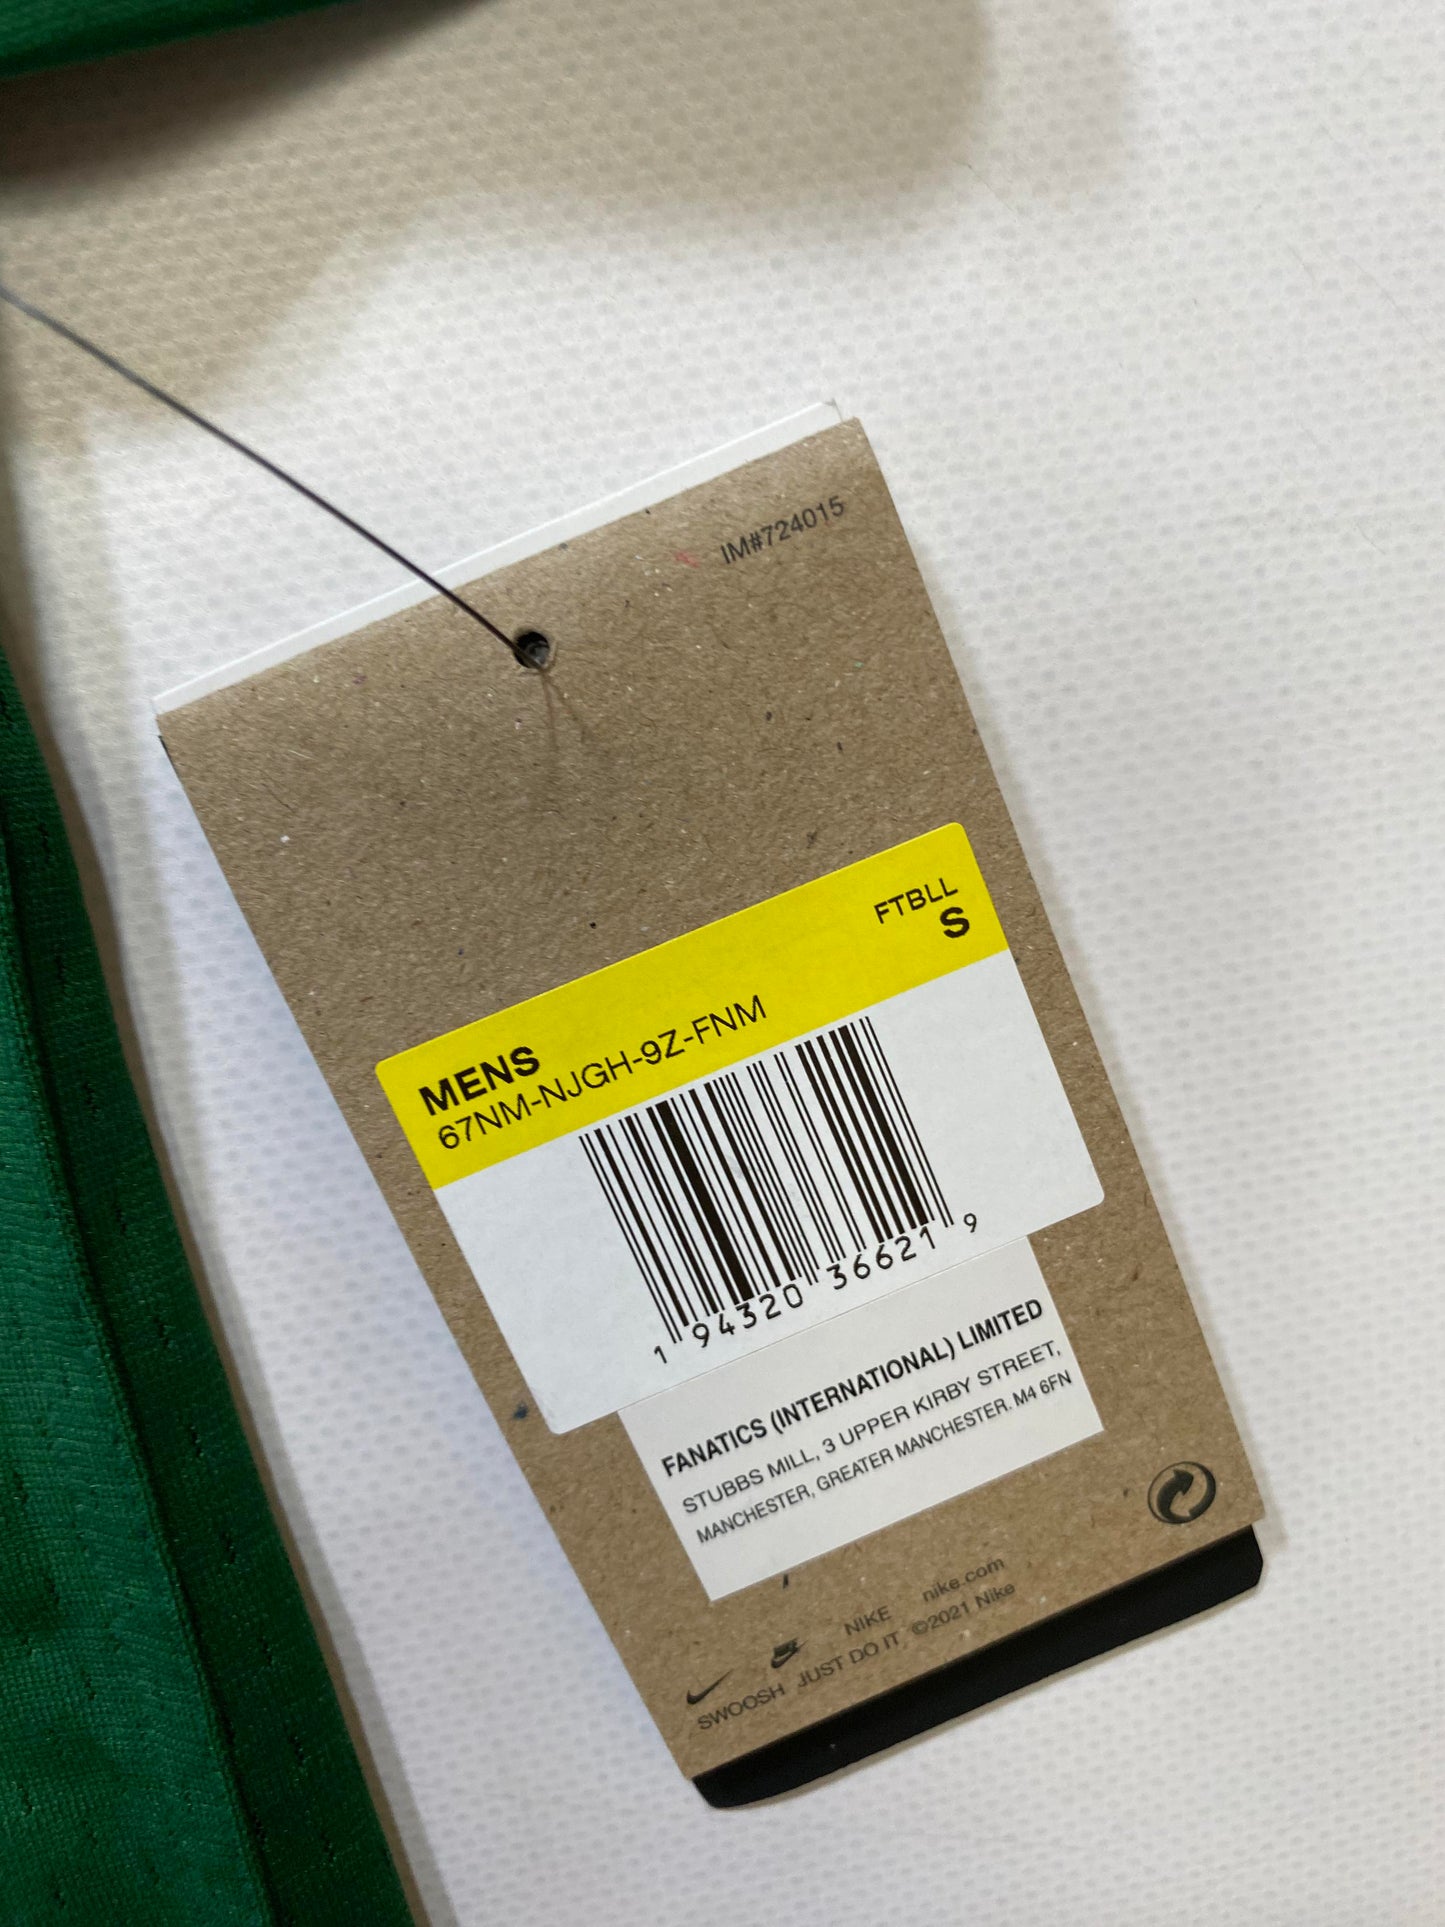 IM#724015
FTBLL
S
MENS
67NM-NJGH-9Z-FNM
1 94320 36621 9
FANATICS (INTERNATIONAL) LIMITED
STUBBS MILL, 3 UPPER KIRBY STREET,
MANCHESTER, GREATER MANCHESTER. M4 6FN
NIKE nike.com
SWOOSH JUST DO IT ©2021 Nike